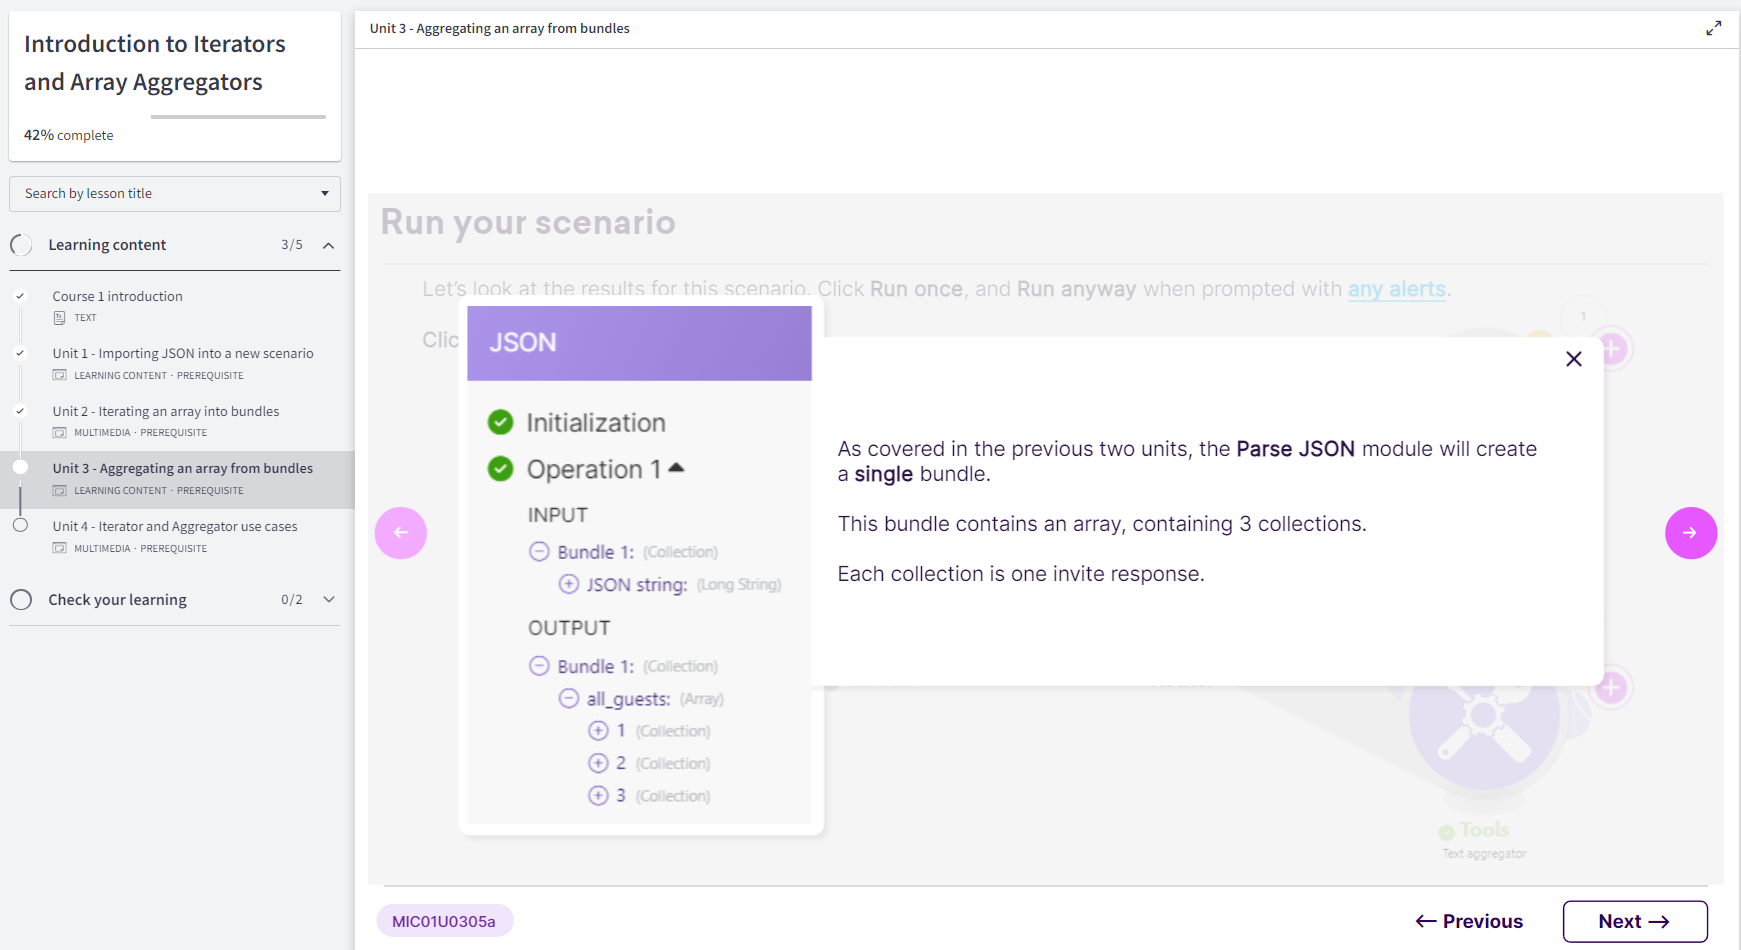 Introduction to Iterators
and Array Aggregators
42% complete
Search by lesson title
Learning content 3/5
Course 1 introduction
TEXT
Unit 1 - Importing JSON into a new scenario
LEARNING CONTENT · PREREQUISITE
Unit 2 - Iterating an array into bundles
MULTIMEDIA · PREREQUISITE
Unit 3 - Aggregating an array from bundles
LEARNING CONTENT · PREREQUISITE
Unit 4 - Iterator and Aggregator use cases
MULTIMEDIA · PREREQUISITE
Check your learning 0/2
Unit 3 - Aggregating an array from bundles
Run your scenario
Let's look at the results for this scenario. Click Run once, and Run anyway when prompted with any alerts.
Clic
1
JSON
Initialization
Operation 1
INPUT
Bundle 1: (Collection)
JSON string: (Long String)
OUTPUT
Bundle 1: (Collection)
all_guests: (Array)
1 (Collection)
2 (Collection)
3 (Collection)
As covered in the previous two units, the Parse JSON module will create
a single bundle.
This bundle contains an array, containing 3 collections.
Each collection is one invite response.
Tools
Text aggregator
MIC01U0305a
← Previous
Next →